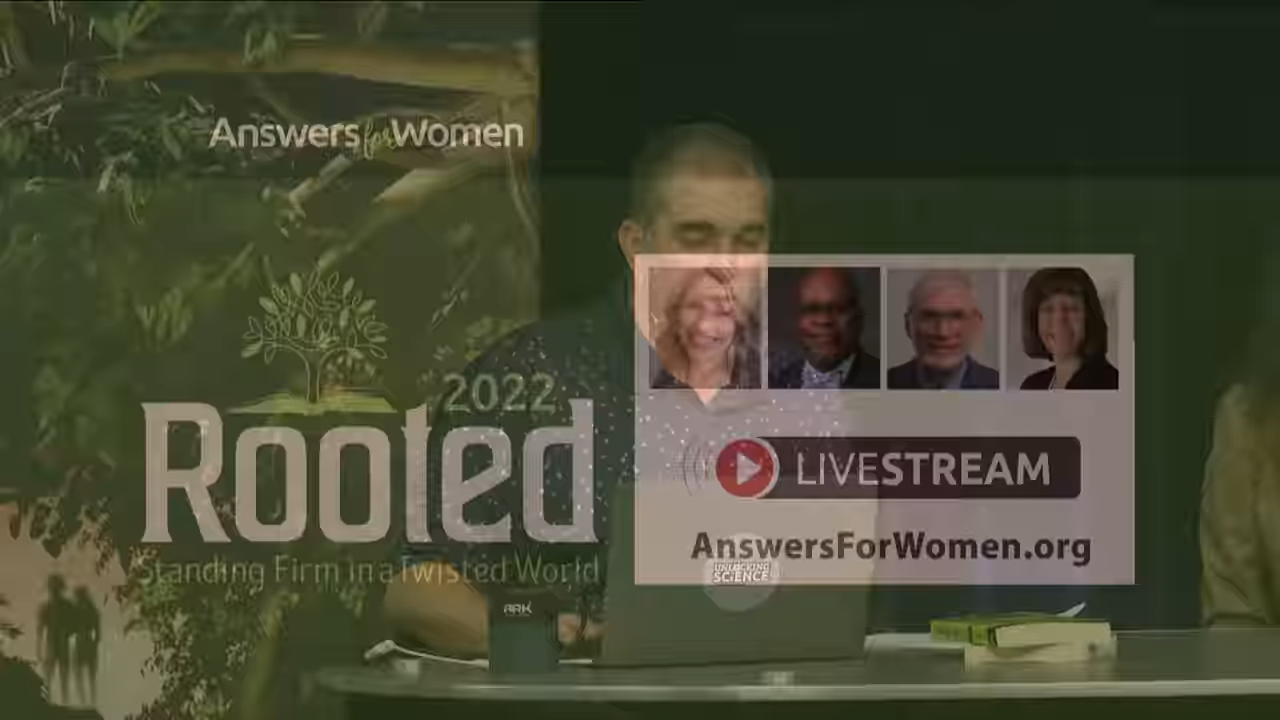 Answers for Women
2022
Rooted
Standing Firm in a Twisted World
LIVESTREAM
AnswersForWomen.org
UNLOCKING
SCIENCE
ARK